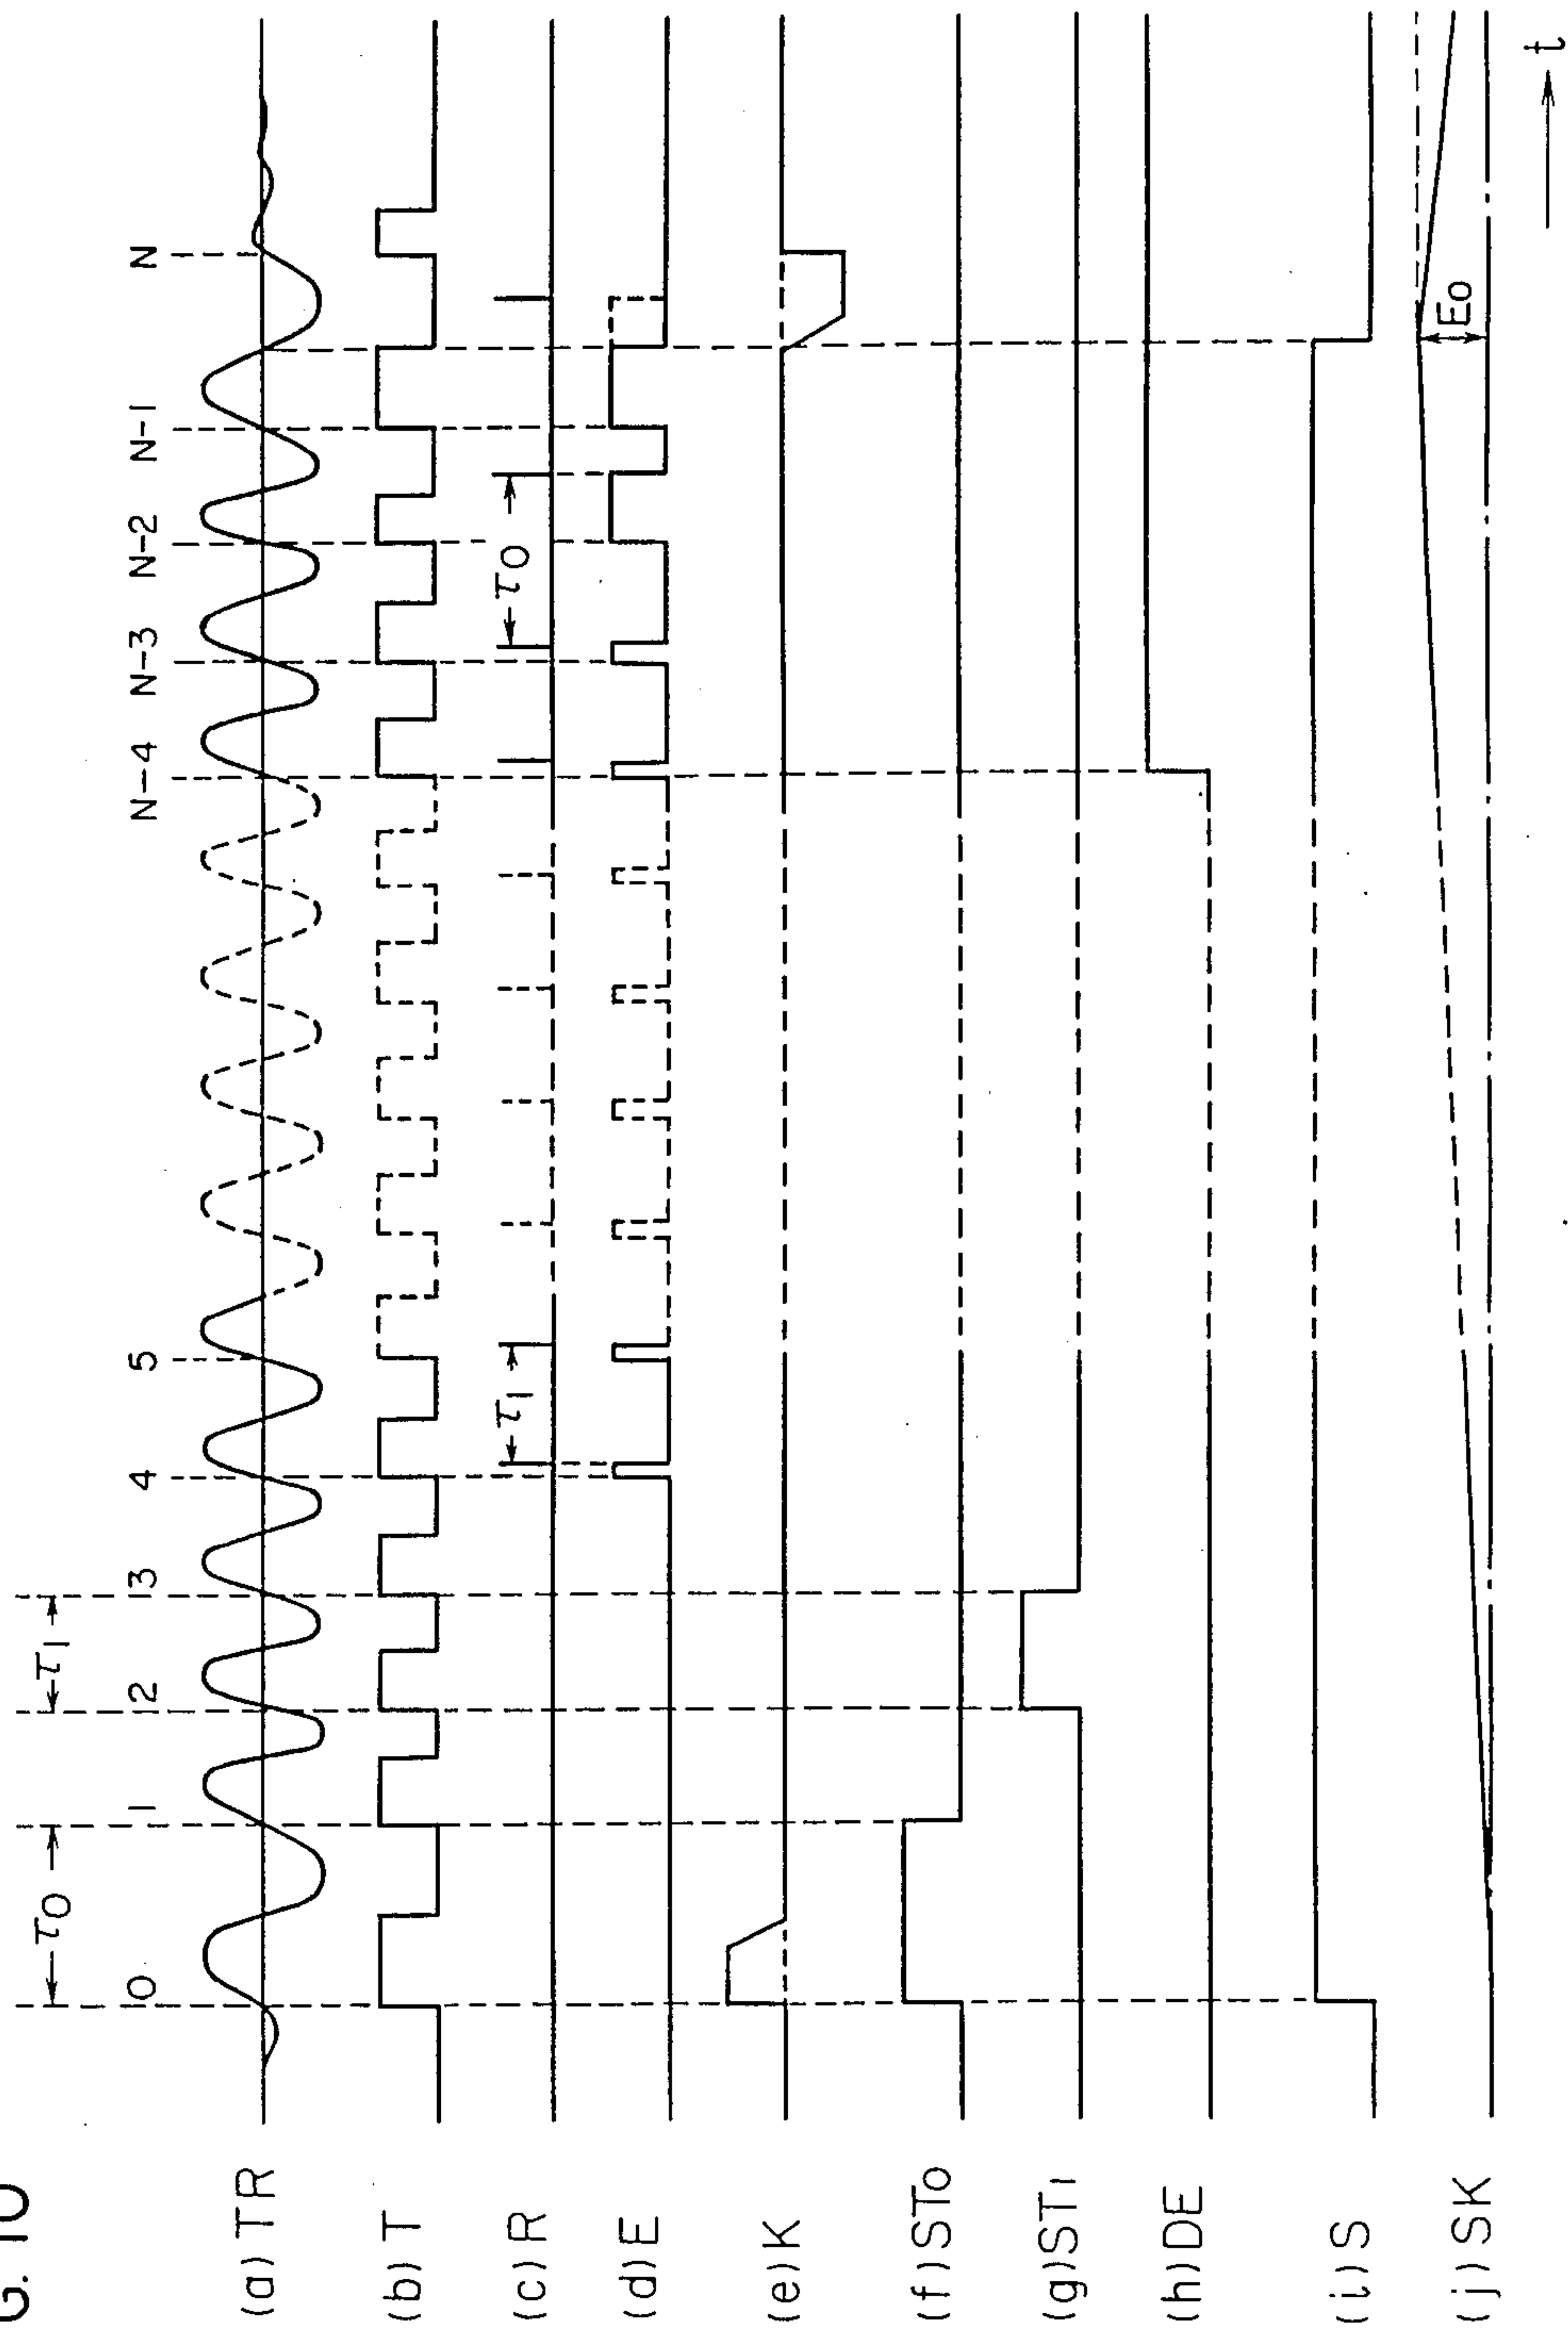 G. 10
τ0
τ1
0 1 2 3 4 5 N-4 N-3 N-2 N-1 N
(a) TR
(b) T
(c) R
τ1
τ0
(d) E
(e) K
(f) ST0
(g) ST1
(h) DE
(i) S
(j) SK
E0
t